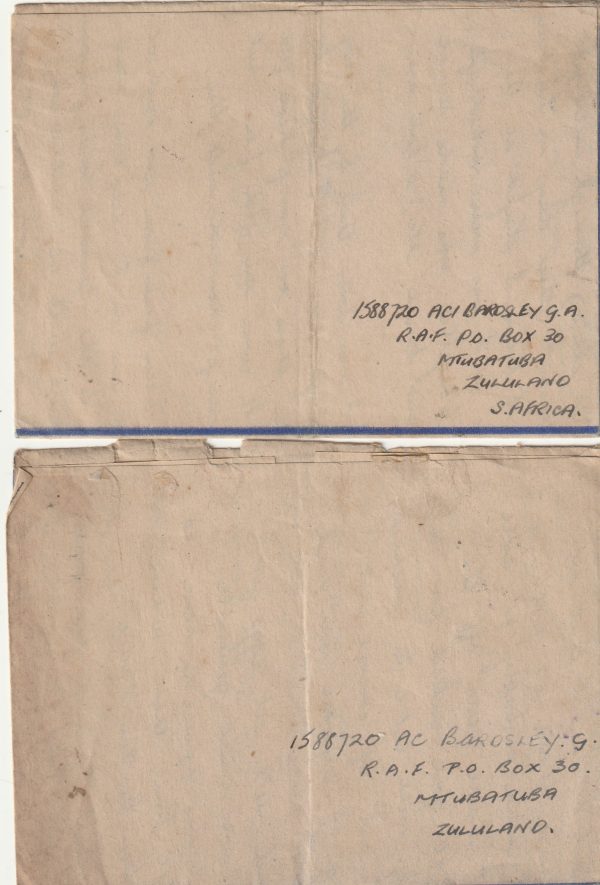 1588720 AC1 BARDSLEY G.A.
R.A.F. P.O. BOX 30
MTUBATUBA
ZULULAND
S.AFRICA.
1588720 AC BARDSLEY. G.
R.A.F. P.O. BOX 30.
MTUBATUBA
ZULULAND.